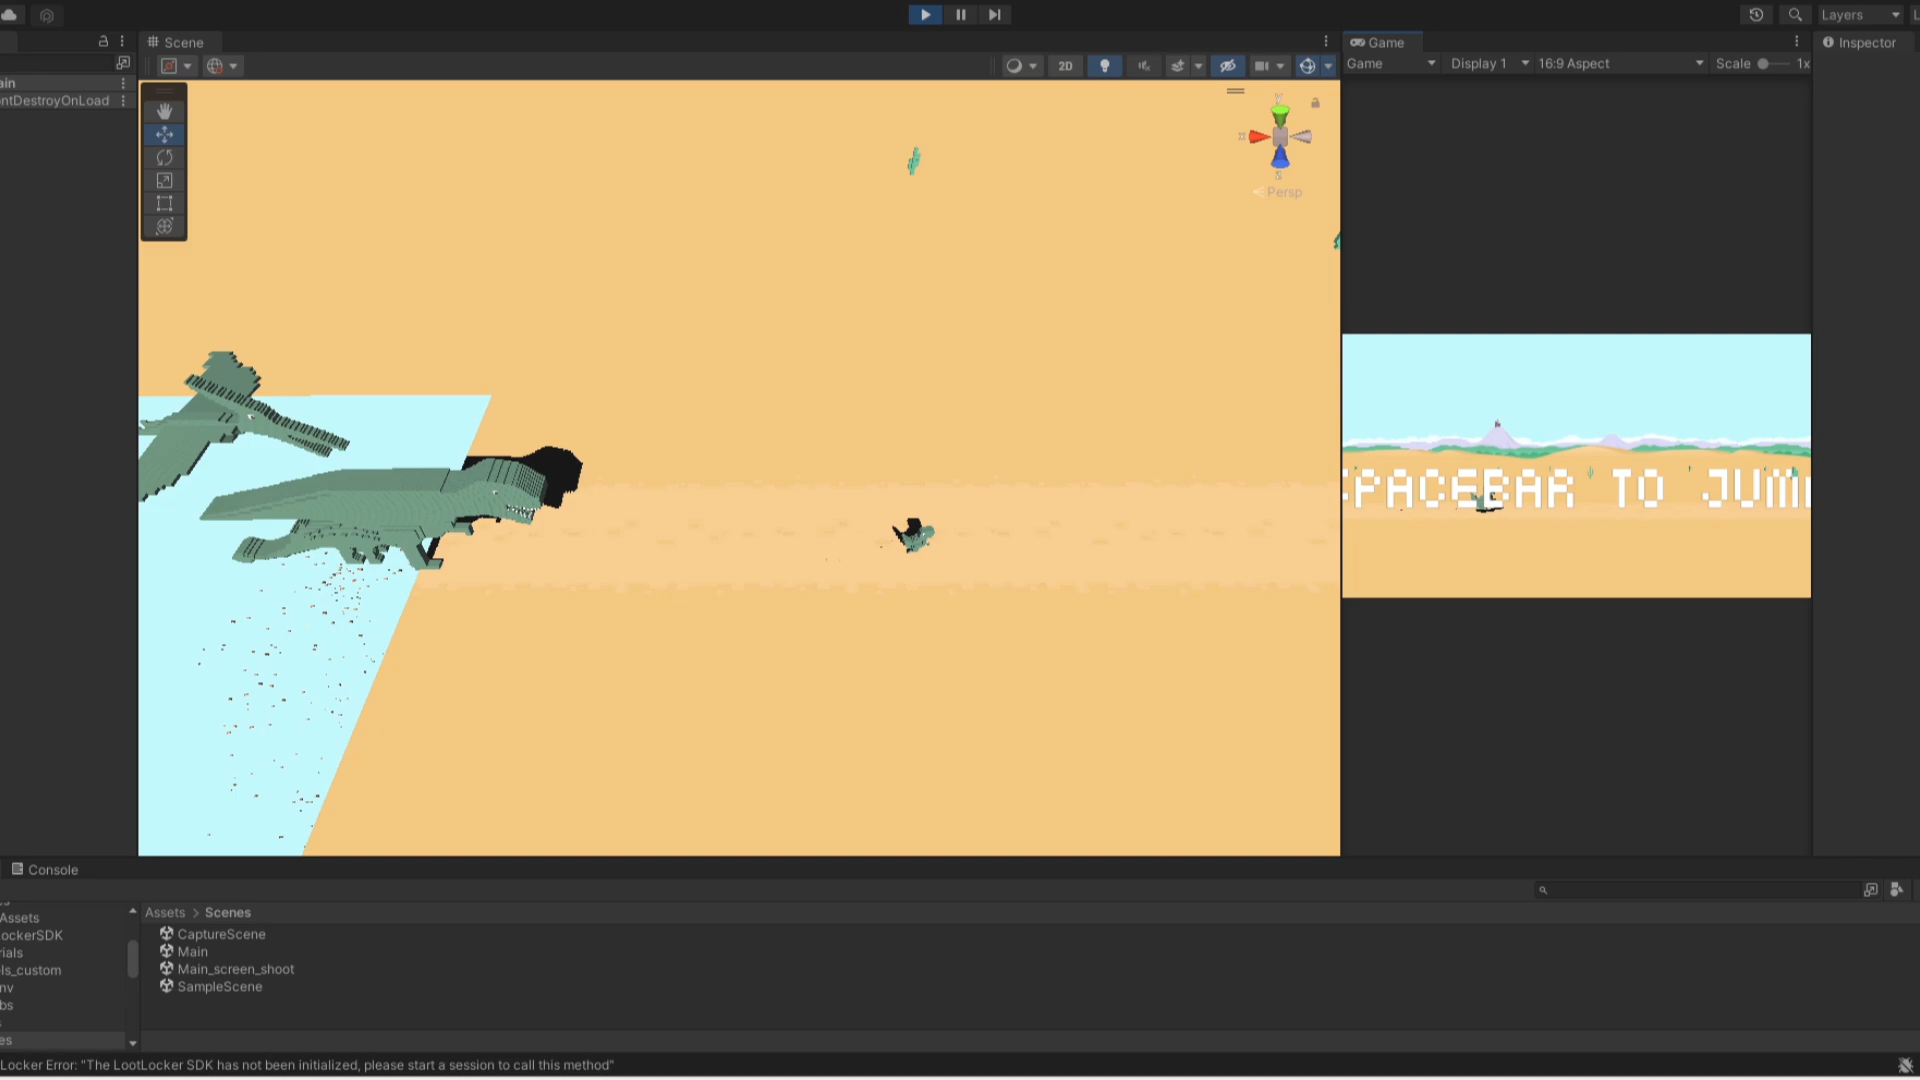 Layers
Scene
Game
Inspector
2D
Game
Display 1
16:9 Aspect
Scale
1x
ain
ontDestroyOnLoad
Persp
SPACEBAR TO JUM
Console
Assets > Scenes
Assets
ockerSDK
rials
ls_custom
nv
bs
es
CaptureScene
Main
Main_screen_shoot
SampleScene
Locker Error: "The LootLocker SDK has not been initialized, please start a session to call this method"